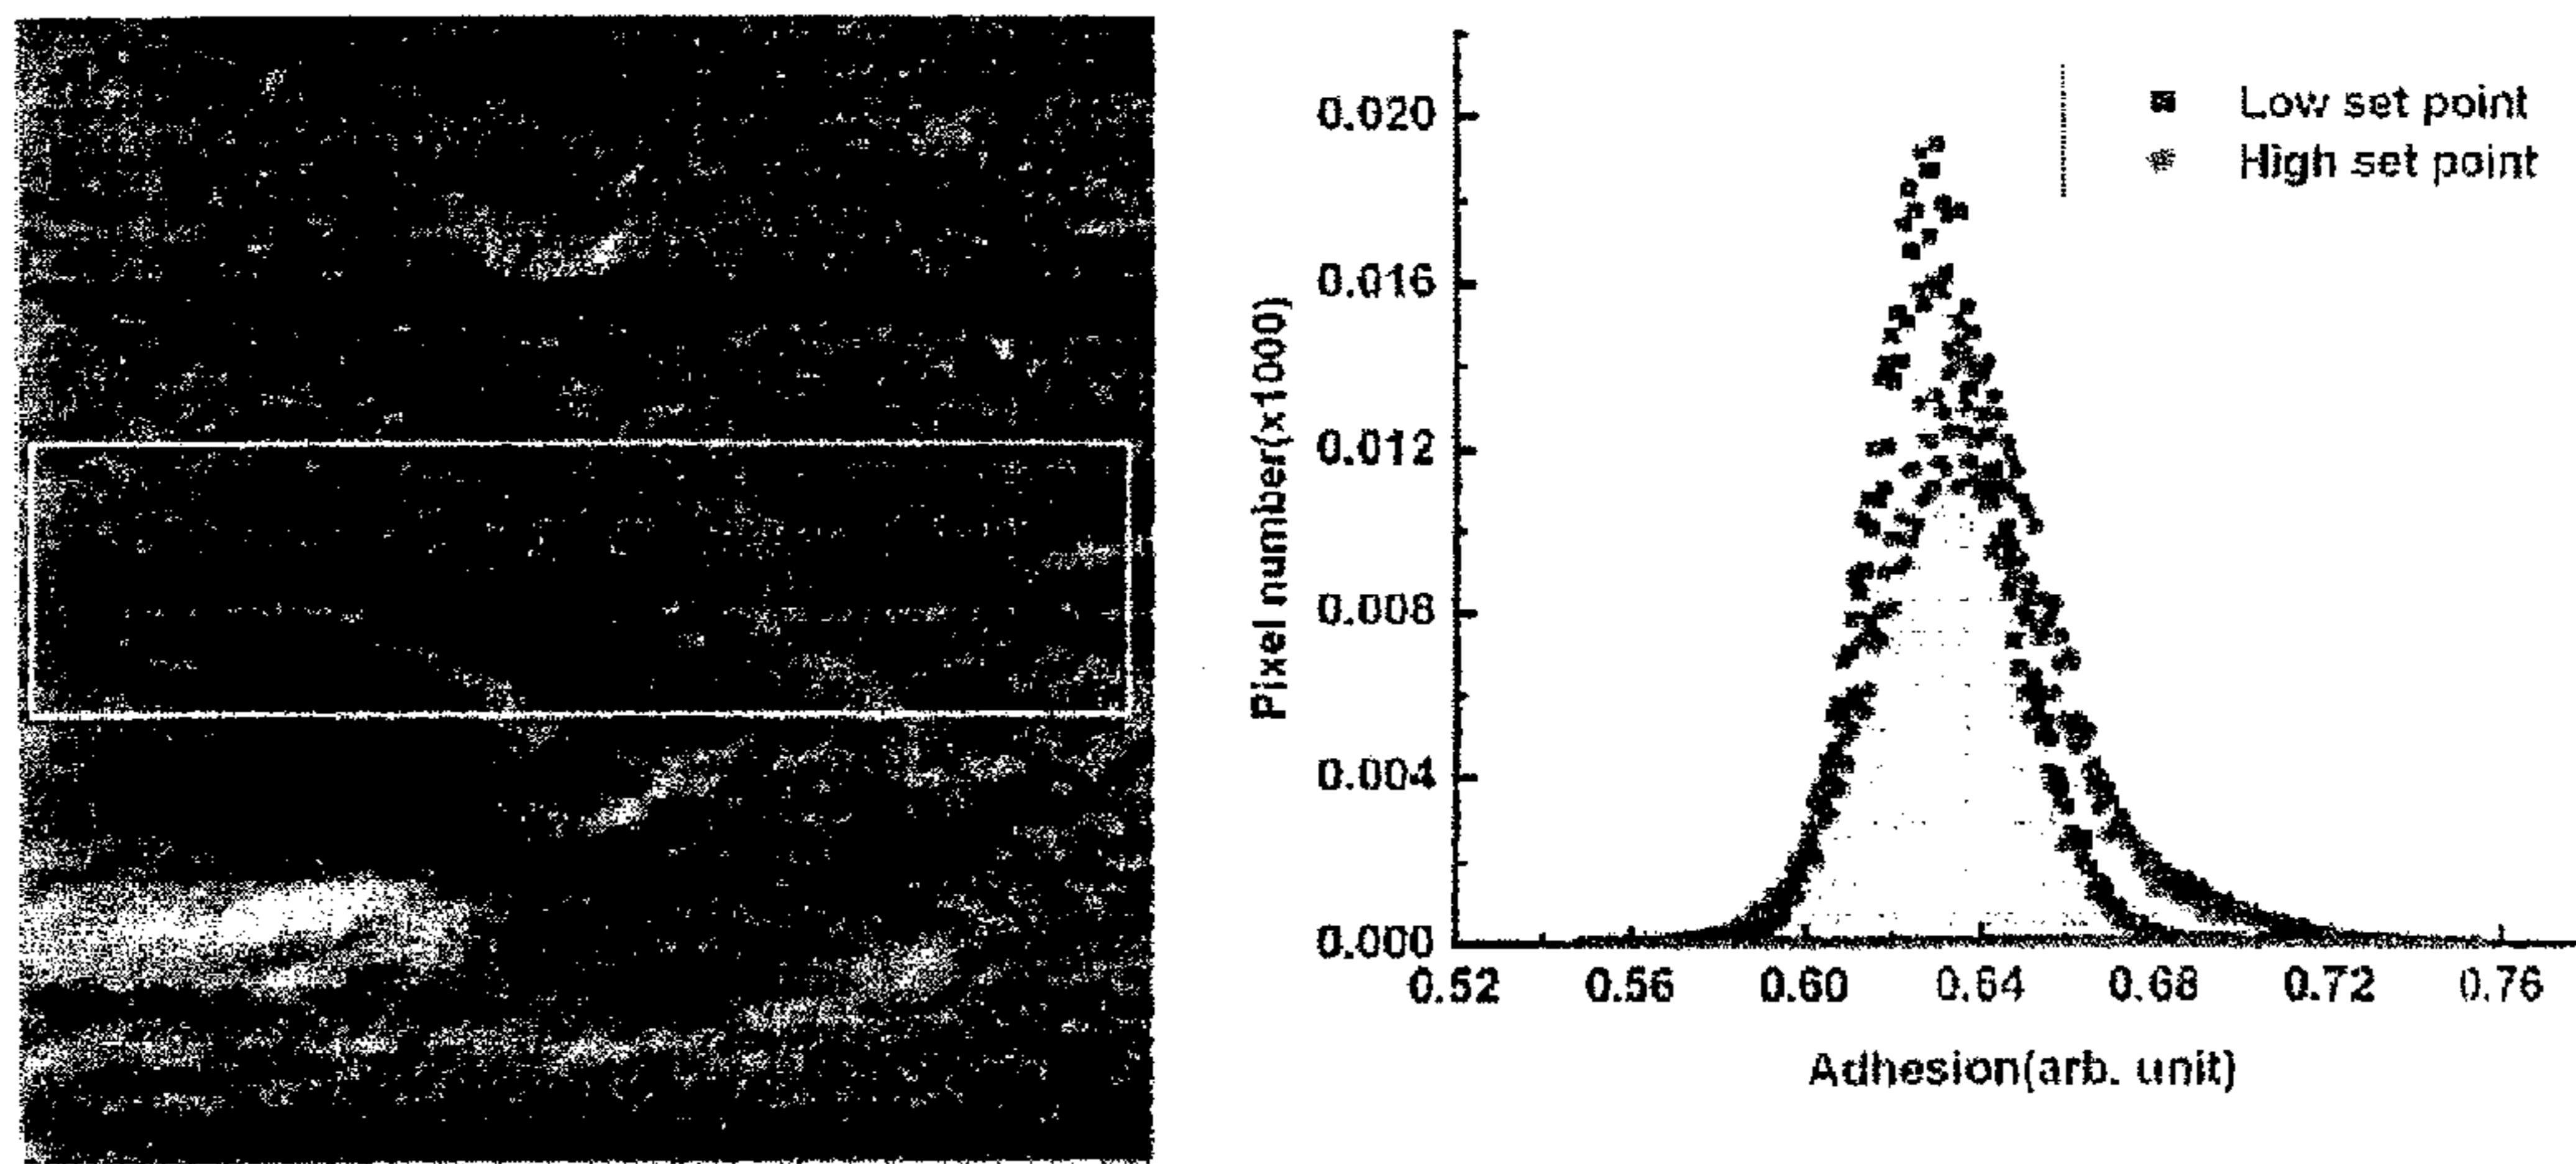 Low set point
High set point
Pixel number(x1000)
0.020
0.016
0.012
0.008
0.004
0.000
0.52 0.56 0.60 0.64 0.68 0.72 0.76
Adhesion(arb. unit)